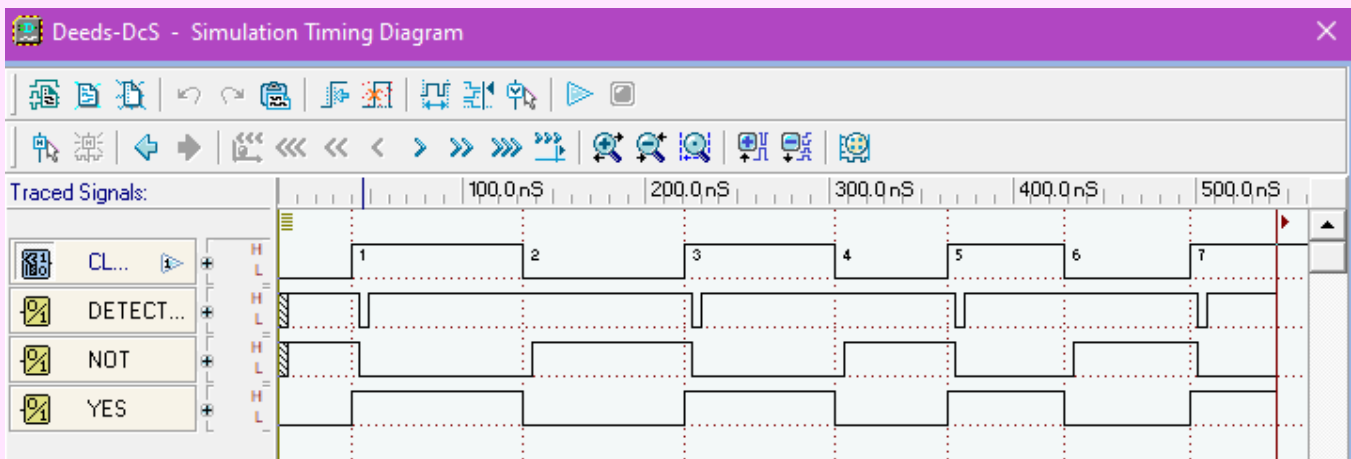 Deeds-DcS - Simulation Timing Diagram
Traced Signals:
100.0 nS 200.0 nS 300.0 nS 400.0 nS 500.0 nS
CL... H L 1 2 3 4 5 6 7
DETECT... H L
NOT H L
YES H L